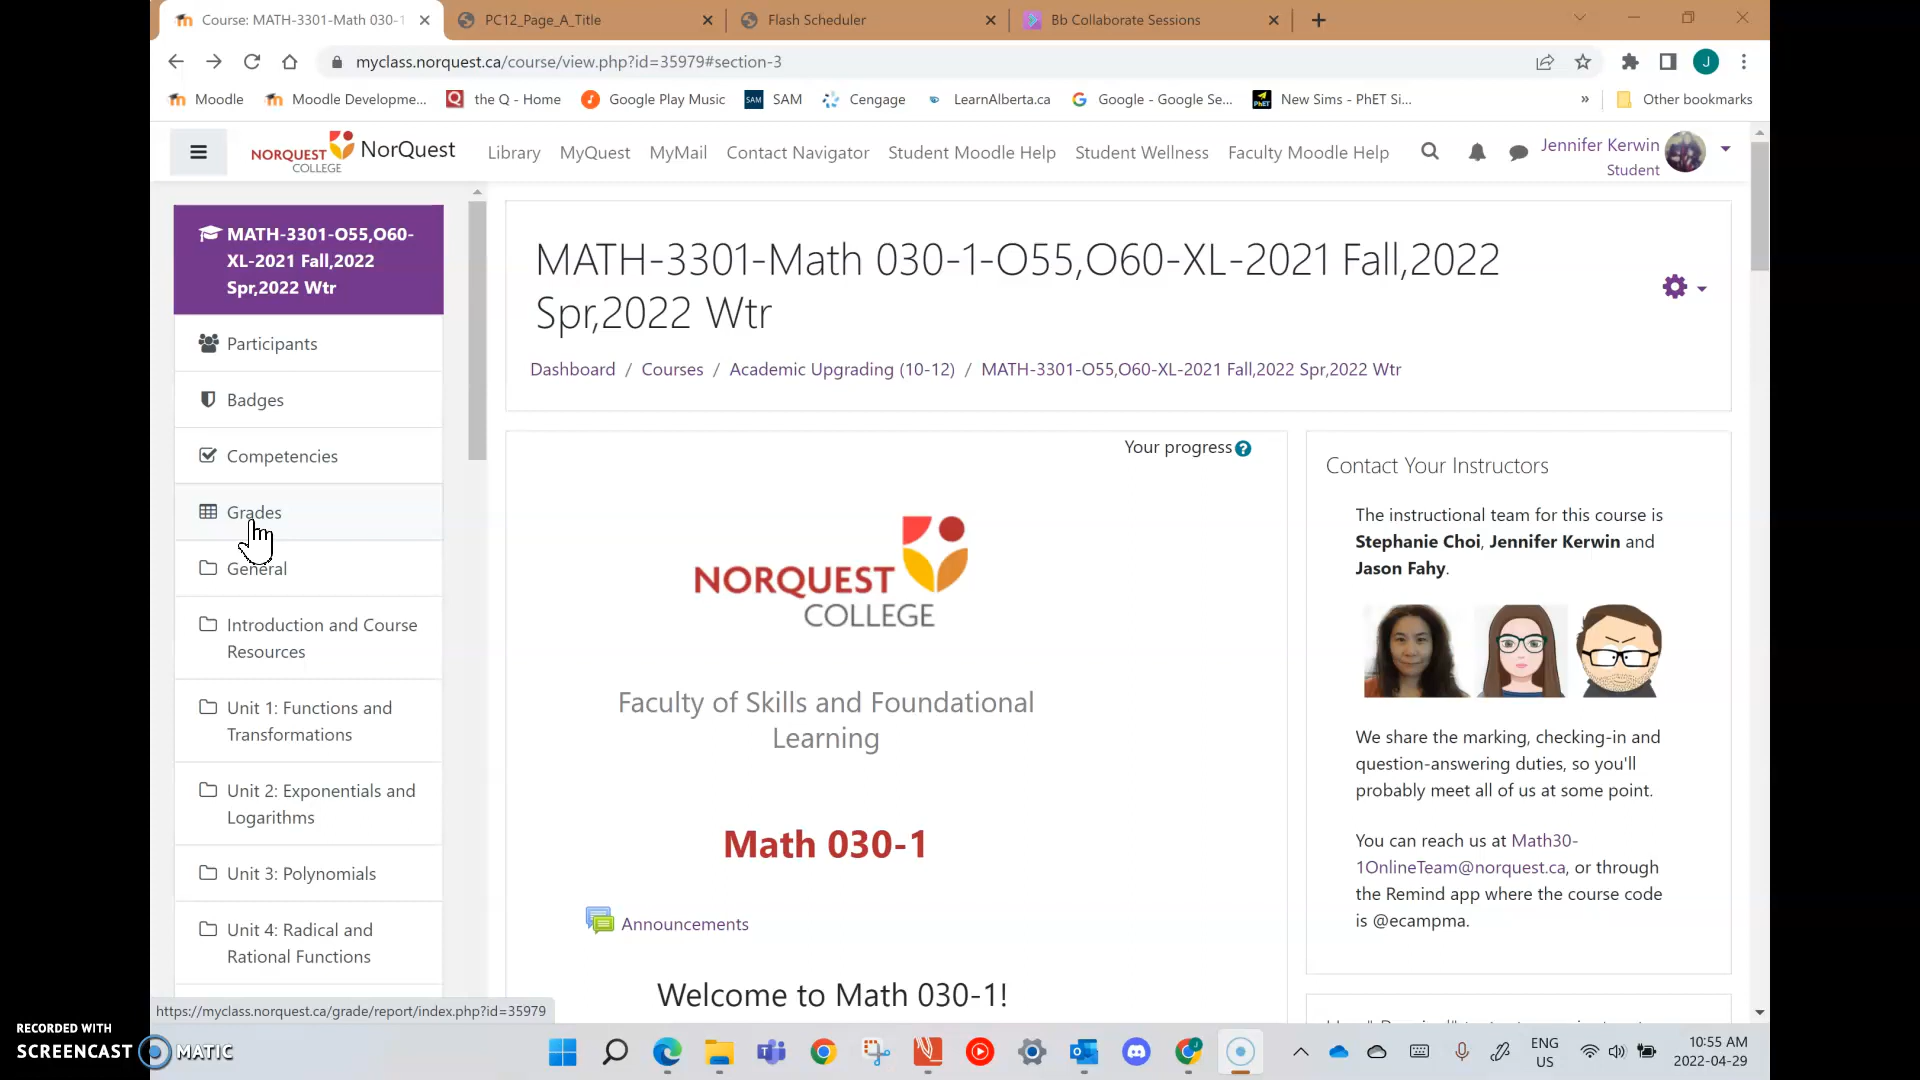 Course: MATH-3301-Math 030-1
PC12_Page_A_Title
Flash Scheduler
Bb Collaborate Sessions
myclass.norquest.ca/course/view.php?id=35979#section-3
J
Moodle
Moodle Developme...
the Q - Home
Google Play Music
SAM
SAM
Cengage
LearnAlberta.ca
Google - Google Se...
PhET
New Sims - PhET Si...
»
Other bookmarks
NORQUEST
COLLEGE
NorQuest
Library
MyQuest
MyMail
Contact Navigator
Student Moodle Help
Student Wellness
Faculty Moodle Help
Jennifer Kerwin
Student
MATH-3301-O55,O60-
XL-2021 Fall,2022
Spr,2022 Wtr
Participants
Badges
Competencies
Grades
General
Introduction and Course
Resources
Unit 1: Functions and
Transformations
Unit 2: Exponentials and
Logarithms
Unit 3: Polynomials
Unit 4: Radical and
Rational Functions
MATH-3301-Math 030-1-O55,O60-XL-2021 Fall,2022
Spr,2022 Wtr
Dashboard / Courses / Academic Upgrading (10-12) / MATH-3301-O55,O60-XL-2021 Fall,2022 Spr,2022 Wtr
Your progress
NORQUEST
COLLEGE
Faculty of Skills and Foundational
Learning
Math 030-1
Announcements
Welcome to Math 030-1!
Contact Your Instructors
The instructional team for this course is
Stephanie Choi, Jennifer Kerwin and
Jason Fahy.
We share the marking, checking-in and
question-answering duties, so you'll
probably meet all of us at some point.
You can reach us at Math30-
1OnlineTeam@norquest.ca, or through
the Remind app where the course code
is @ecampma.
https://myclass.norquest.ca/grade/report/index.php?id=35979
RECORDED WITH
SCREENCAST MATIC
ENG
US
10:55 AM
2022-04-29